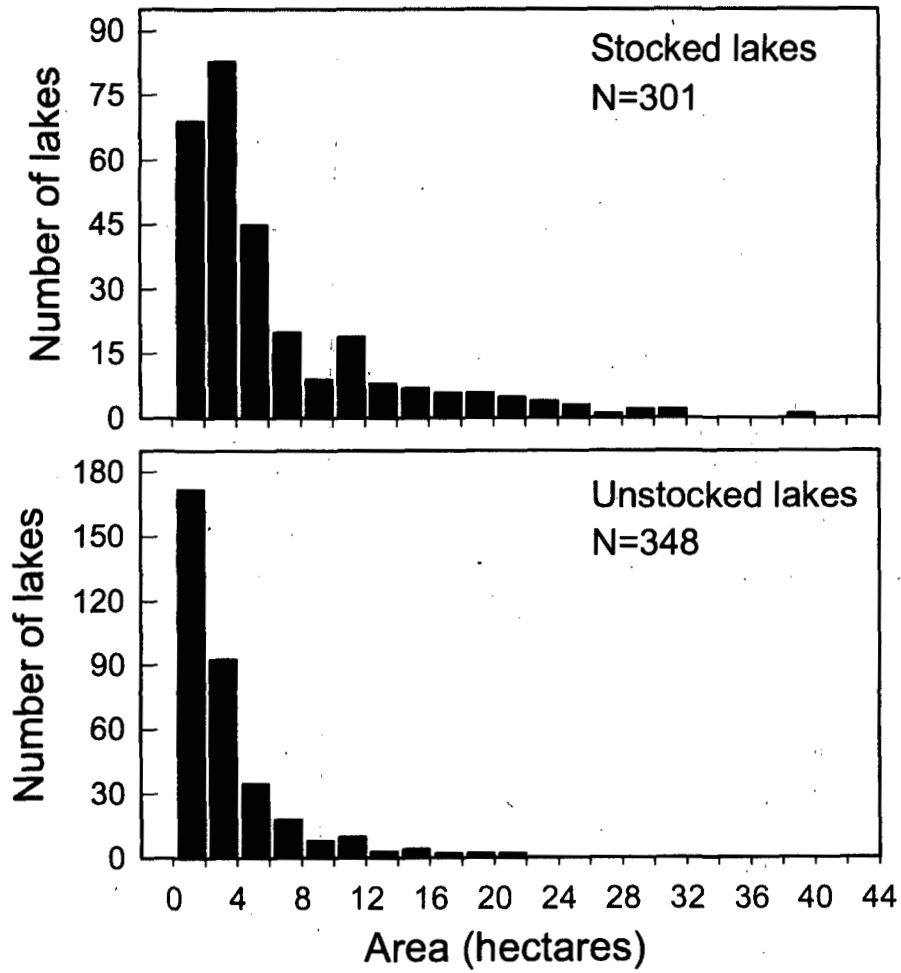 Number of lakes
90
75
60
45
30
15
0
Stocked lakes
N=301
Number of lakes
180
150
120
90
60
30
0
Unstocked lakes
N=348
0 4 8 12 16 20 24 28 32 36 40 44
Area (hectares)